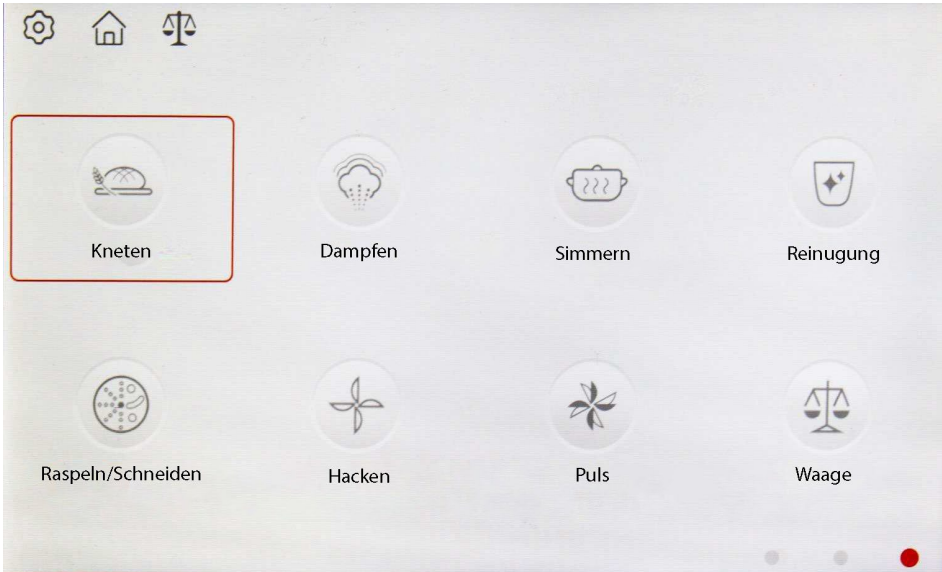 Kneten
Dampfen
Simmern
Reinugung
Raspeln/Schneiden
Hacken
Puls
Waage